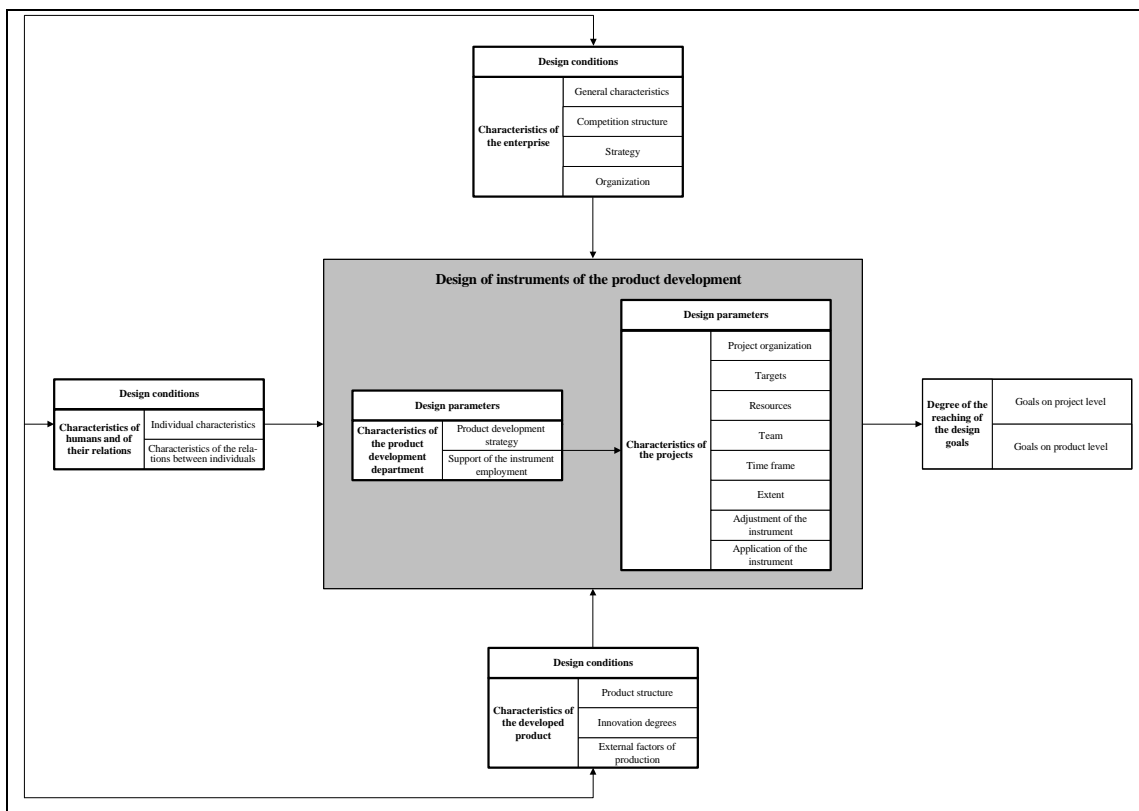 Design conditions
Characteristics of
the enterprise
General characteristics
Competition structure
Strategy
Organization
Design of instruments of the product development
Design conditions
Characteristics of
humans and of
their relations
Individual characteristics
Characteristics of the rela-
tions between individuals
Design parameters
Characteristics of
the product
development
department
Product development
strategy
Support of the instrument
employment
Design parameters
Characteristics of
the projects
Project organization
Targets
Resources
Team
Time frame
Extent
Adjustment of the
instrument
Application of the
instrument
Degree of the
reaching of
the design
goals
Goals on project level
Goals on product level
Design conditions
Characteristics of
the developed
product
Product structure
Innovation degrees
External factors of
production